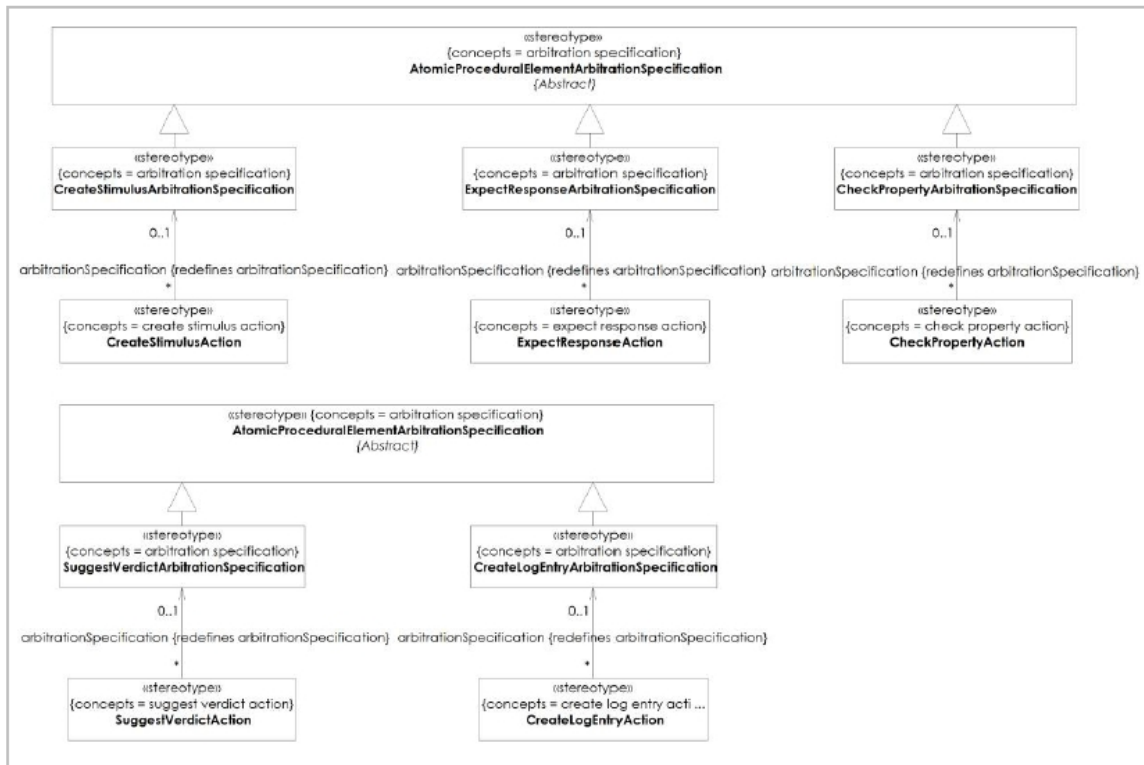 «stereotype»
{concepts = arbitration specification}
AtomicProceduralElementArbitrationSpecification
{Abstract}
«stereotype»
{concepts = arbitration specification}
CreateStimulusArbitrationSpecification
«stereotype»
{concepts = arbitration specification}
ExpectResponseArbitrationSpecification
«stereotype»
{concepts = arbitration specification}
CheckPropertyArbitrationSpecification
0..1
0..1
0..1
arbitrationSpecification {redefines arbitrationSpecification}
arbitrationSpecification {redefines arbitrationSpecification}
arbitrationSpecification {redefines arbitrationSpecification}
*
*
*
«stereotype»
{concepts = create stimulus action}
CreateStimulusAction
«stereotype»
{concepts = expect response action}
ExpectResponseAction
«stereotype»
{concepts = check property action}
CheckPropertyAction
«stereotype» {concepts = arbitration specification}
AtomicProceduralElementArbitrationSpecification
{Abstract}
«stereotype»
{concepts = arbitration specification}
SuggestVerdictArbitrationSpecification
«stereotype»
{concepts = arbitration specification}
CreateLogEntryArbitrationSpecification
0..1
0..1
arbitrationSpecification {redefines arbitrationSpecification}
arbitrationSpecification {redefines arbitrationSpecification}
*
*
«stereotype»
{concepts = suggest verdict action}
SuggestVerdictAction
«stereotype»
{concepts = create log entry acti ...
CreateLogEntryAction